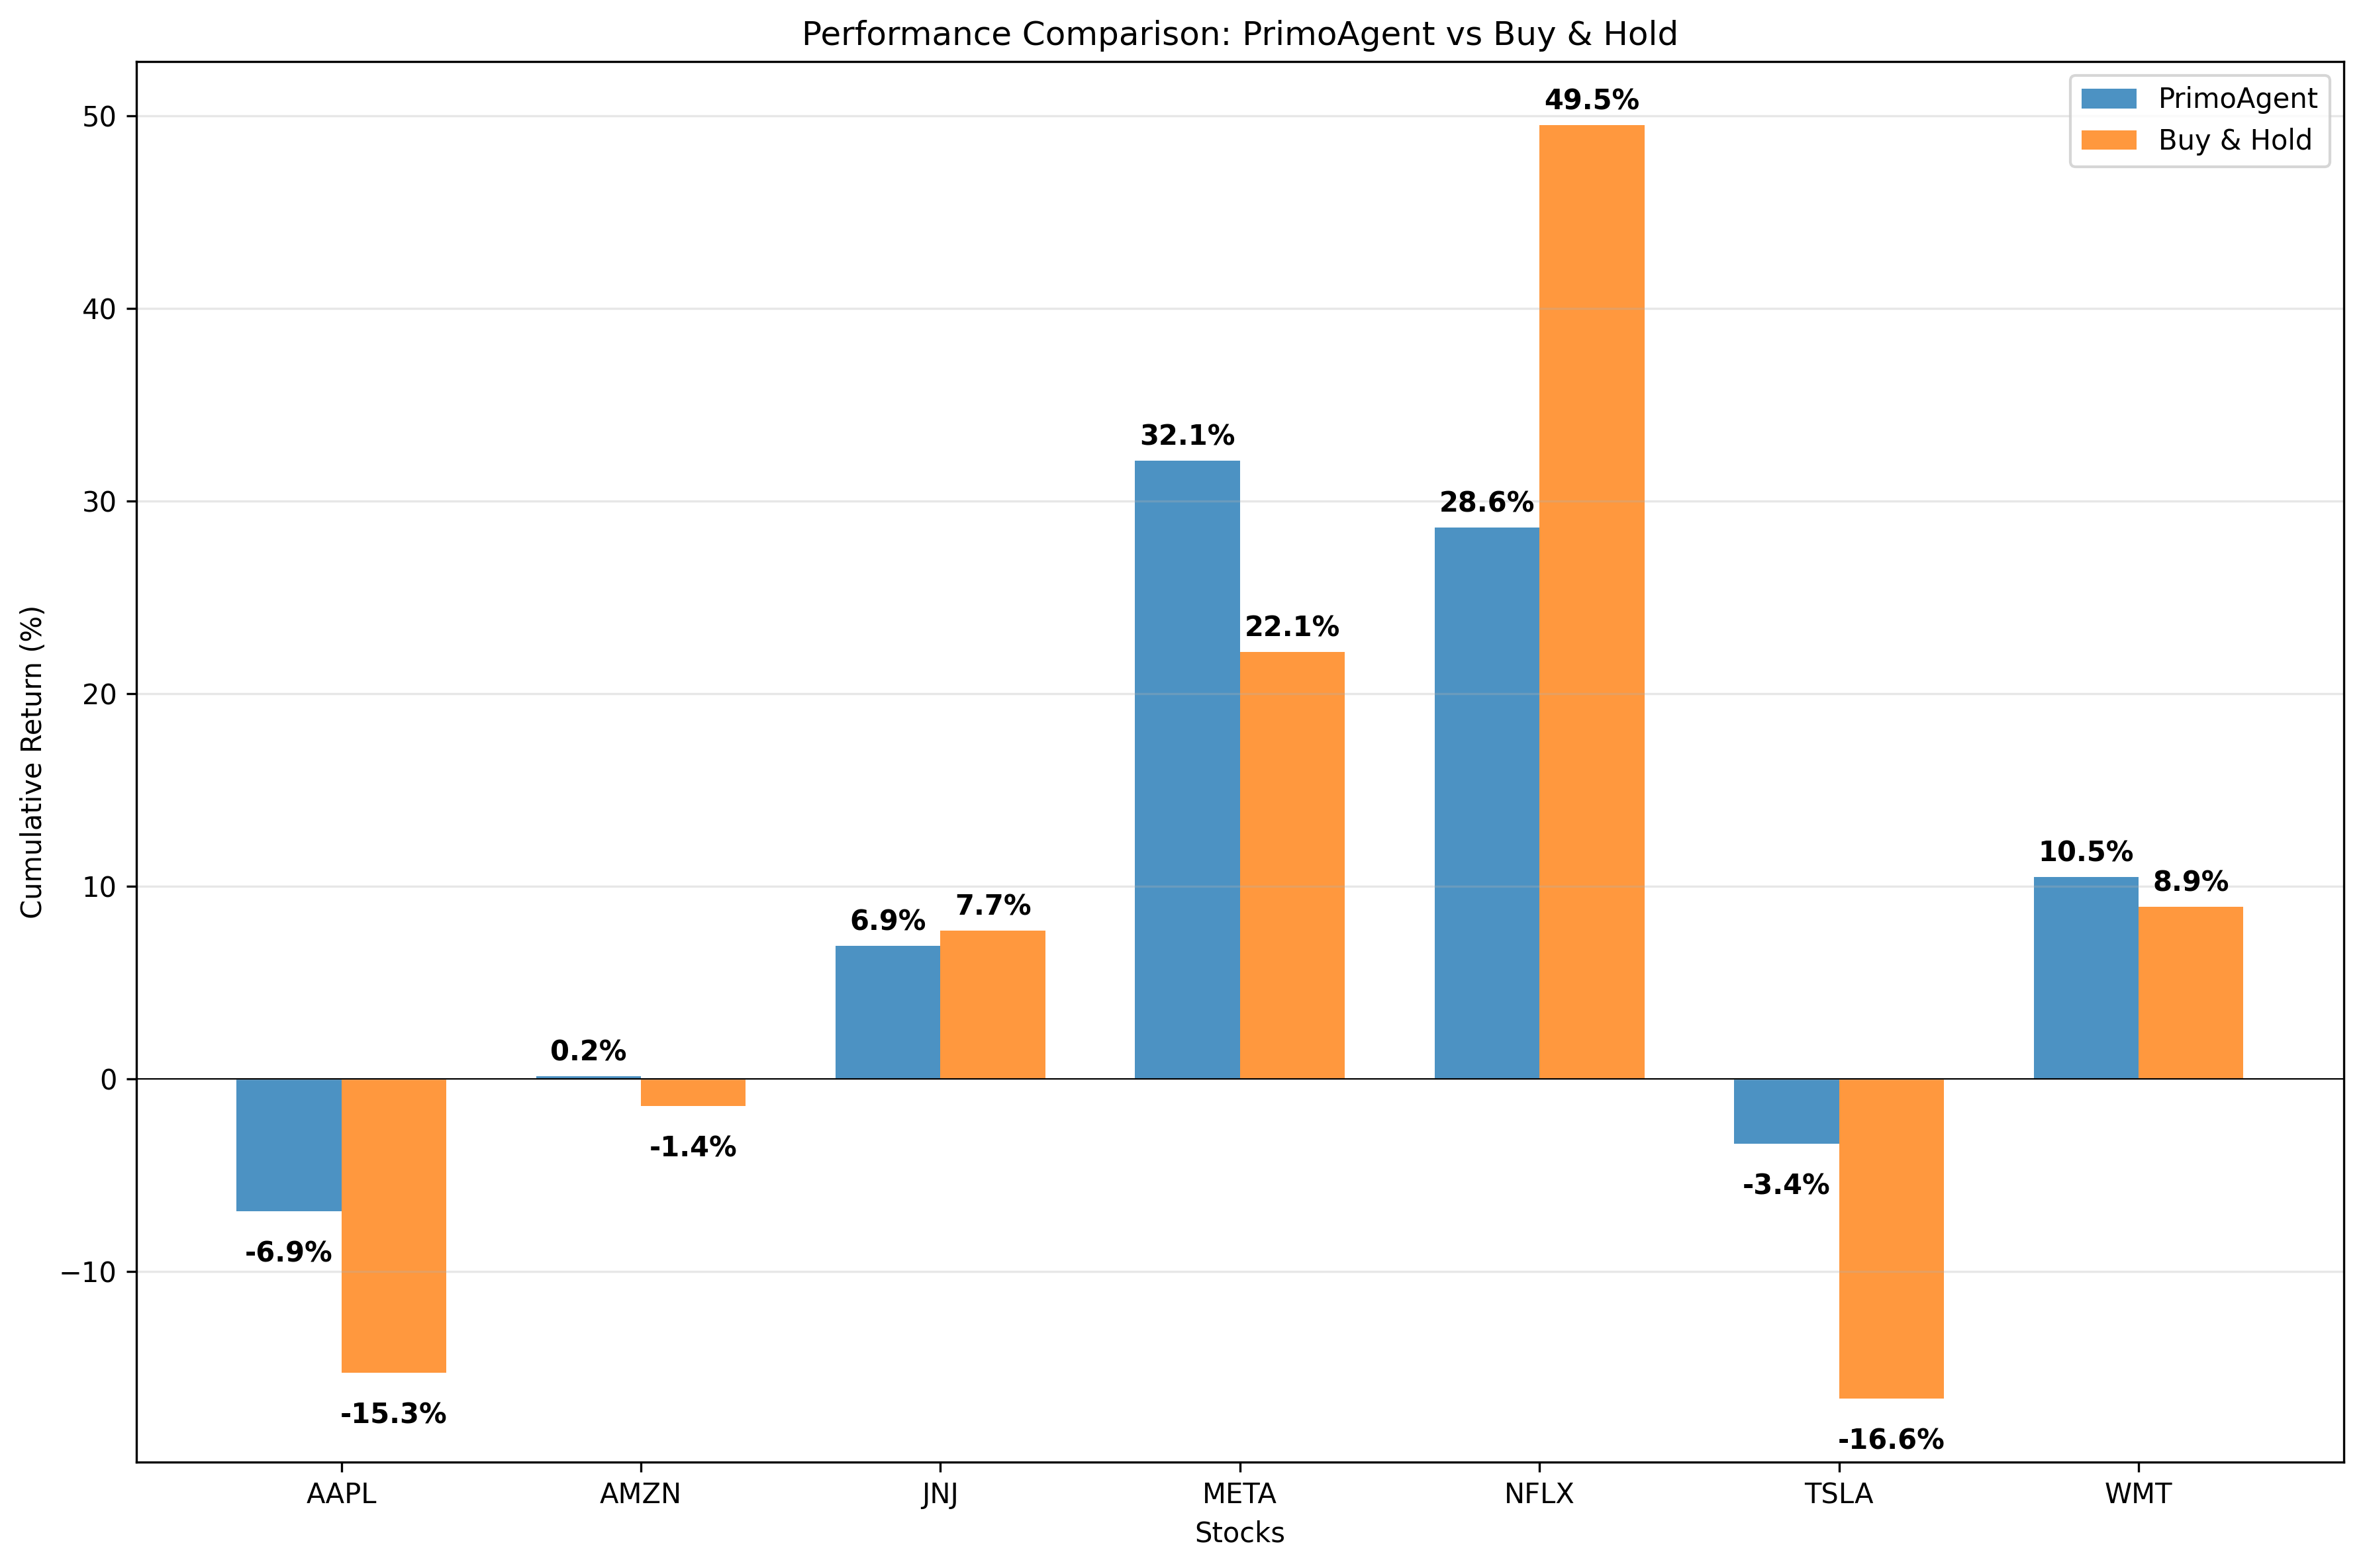 Performance Comparison: PrimoAgent vs Buy & Hold
PrimoAgent
Buy & Hold
Cumulative Return (%)
50
40
30
20
10
0
−10
-6.9%
-15.3%
0.2%
-1.4%
6.9%
7.7%
32.1%
22.1%
28.6%
49.5%
-3.4%
-16.6%
10.5%
8.9%
AAPL
AMZN
JNJ
META
NFLX
TSLA
WMT
Stocks